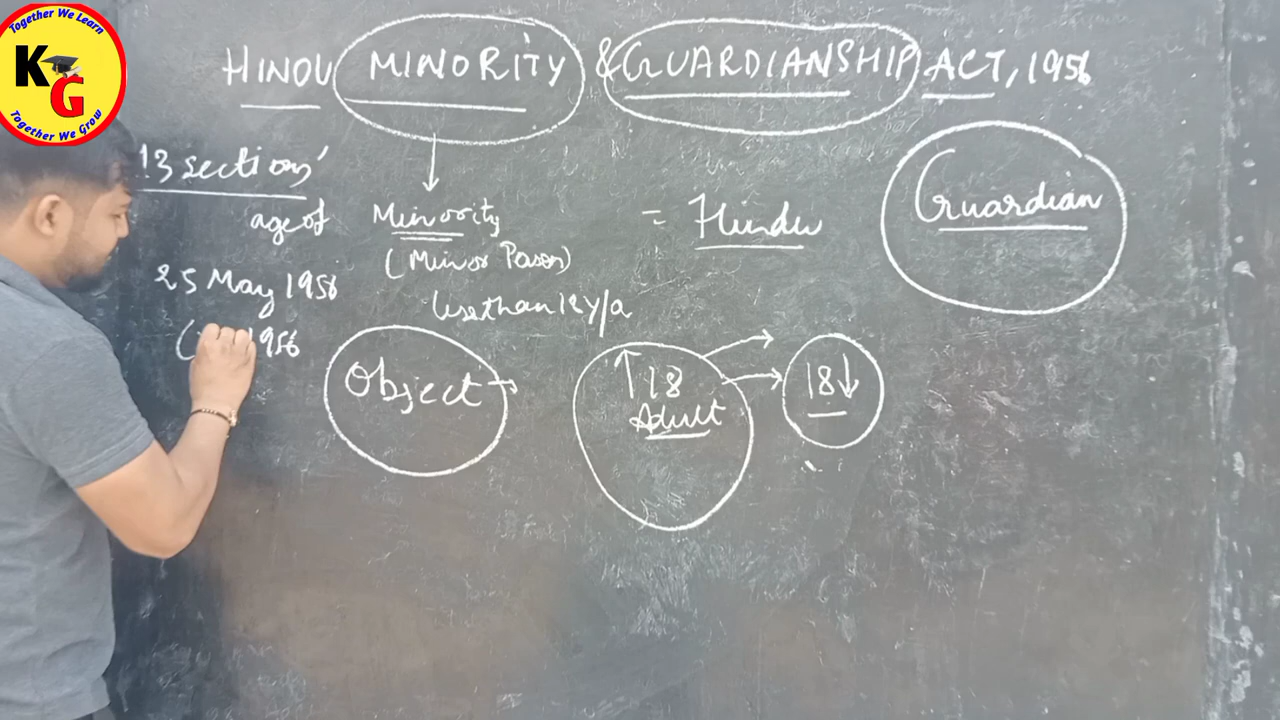 Together We Learn
KG
Together We Grow
HINDU MINORITY & GUARDIANSHIP ACT, 1956
13 sections
age of Minority = Hindu
Guardian
(Minor Person)
25 May 1956
less than 18 y/a
1956
Object
↑18
Adult
18↓